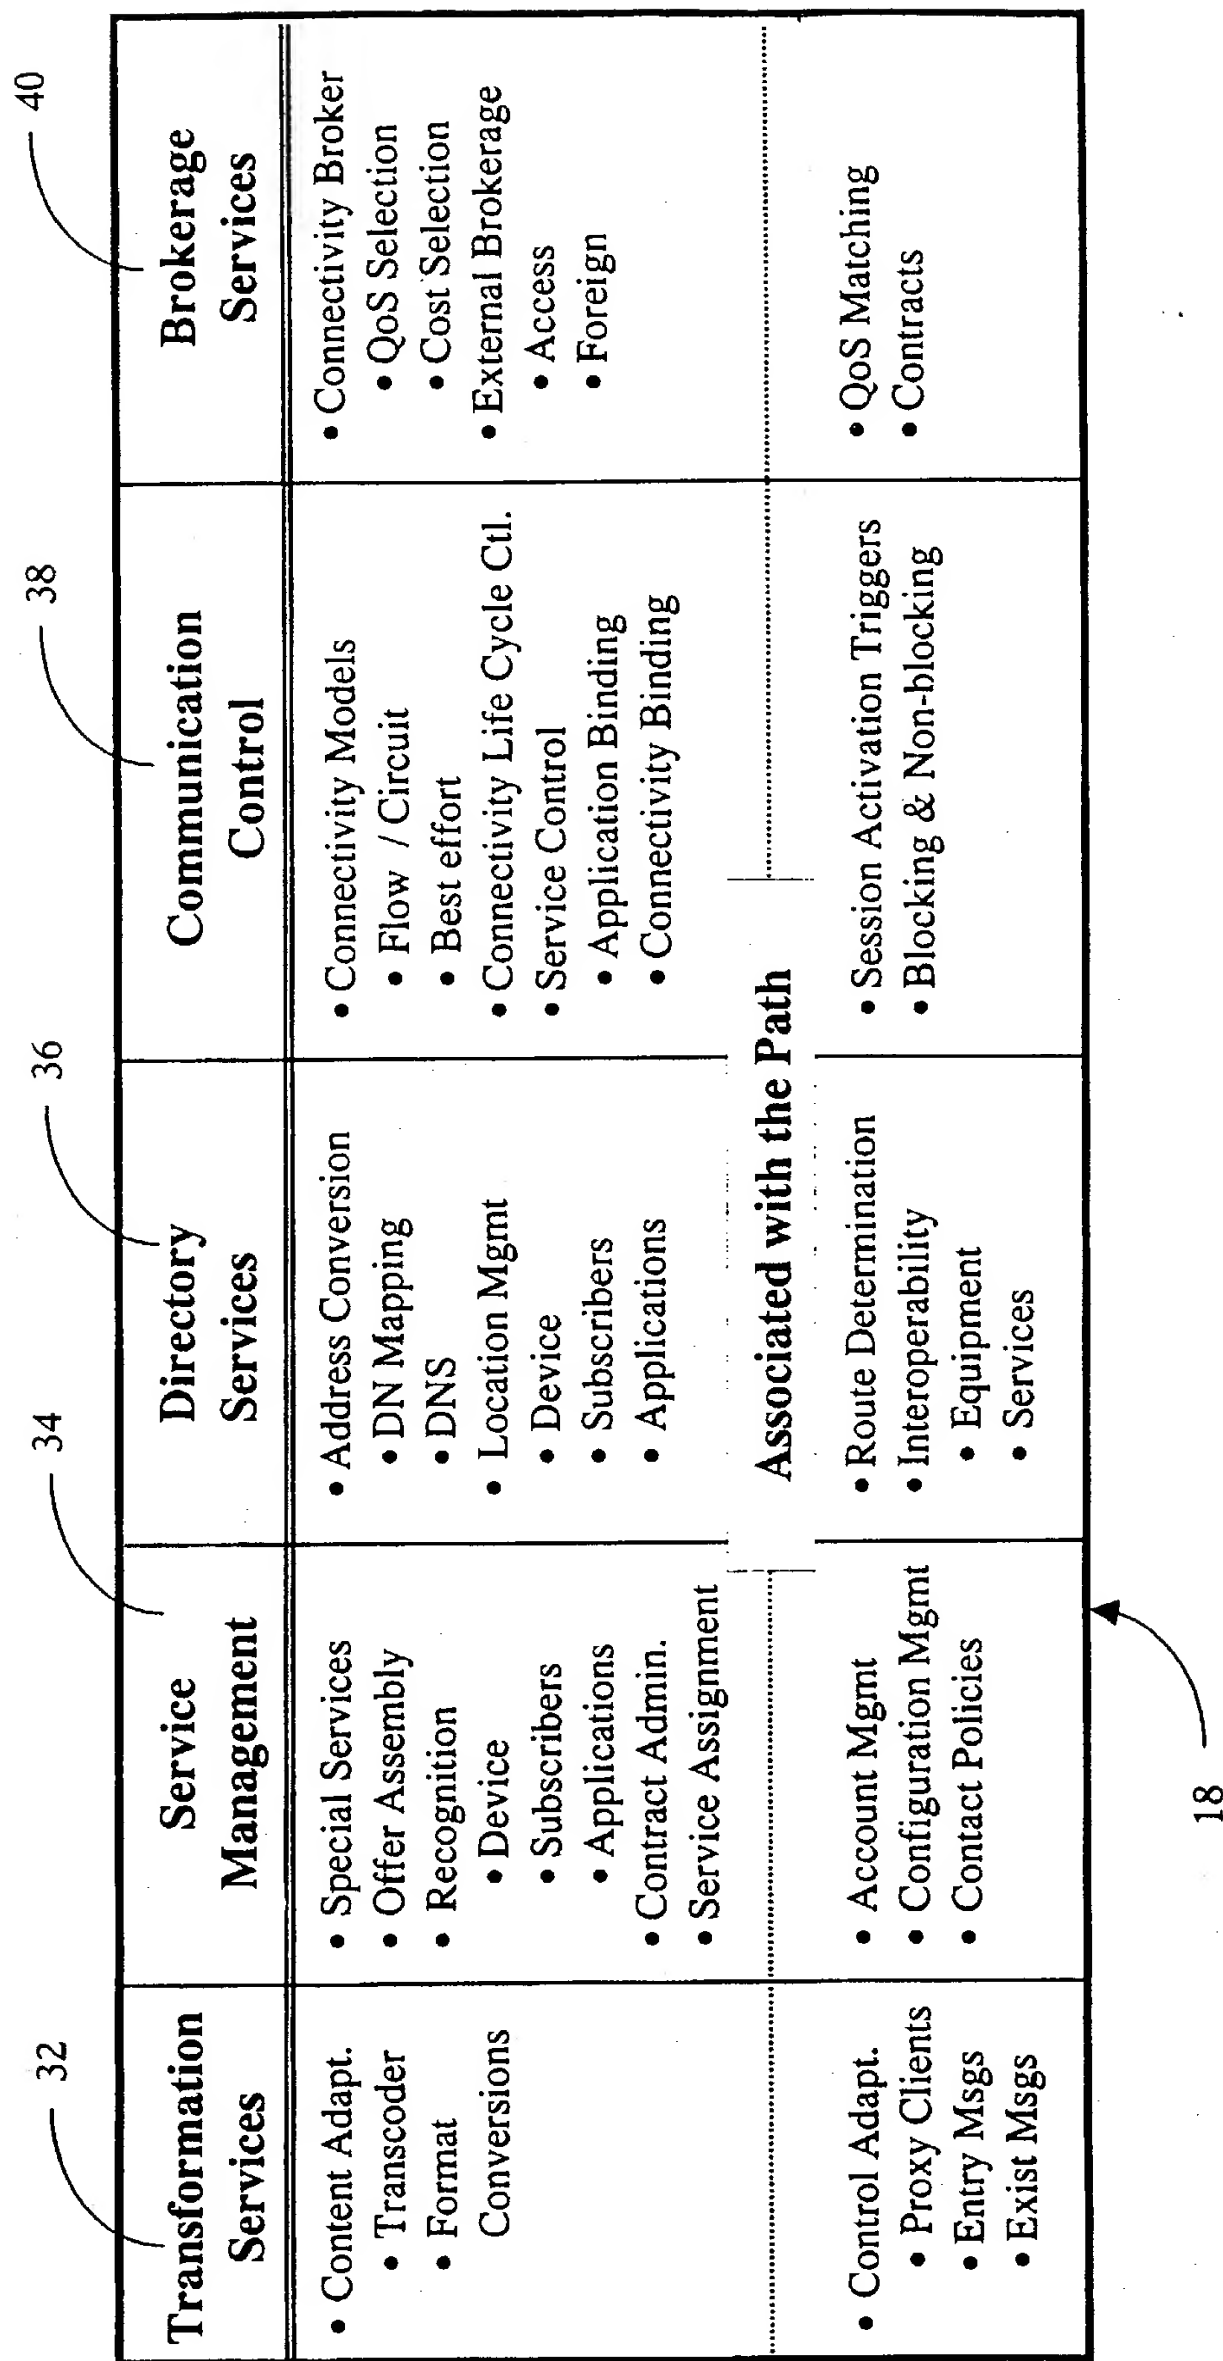 32
34
36
38
40
Transformation
Services
Service
Management
Directory
Services
Communication
Control
Brokerage
Services
• Content Adapt.
• Transcoder
• Format
Conversions
• Special Services
• Offer Assembly
• Recognition
• Device
• Subscribers
• Applications
• Contract Admin.
• Service Assignment
• Address Conversion
• DN Mapping
• DNS
• Location Mgmt
• Device
• Subscribers
• Applications
• Connectivity Models
• Flow / Circuit
• Best effort
• Connectivity Life Cycle Ctl.
• Service Control
• Application Binding
• Connectivity Binding
• Connectivity Broker
• QoS Selection
• Cost Selection
• External Brokerage
• Access
• Foreign
Associated with the Path
• Control Adapt.
• Proxy Clients
• Entry Msgs
• Exist Msgs
• Account Mgmt
• Configuration Mgmt
• Contact Policies
• Route Determination
• Interoperability
• Equipment
• Services
• Session Activation Triggers
• Blocking & Non-blocking
• QoS Matching
• Contracts
18